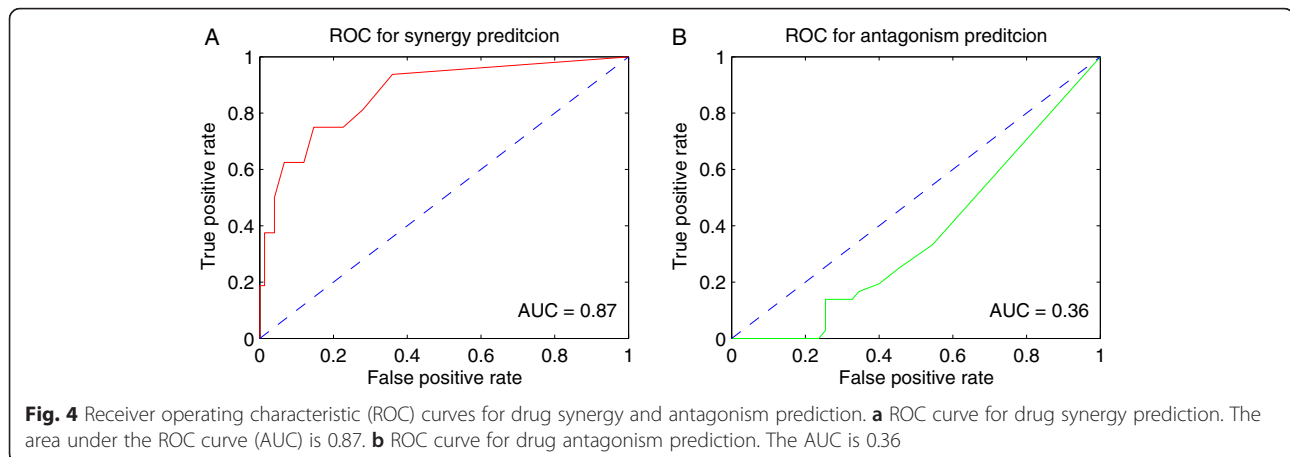 A
ROC for synergy preditcion
1
0.8
0.6
0.4
0.2
0
True positive rate
AUC = 0.87
0 0.2 0.4 0.6 0.8 1
False positive rate
B
ROC for antagonism preditcion
1
0.8
0.6
0.4
0.2
0
True positive rate
AUC = 0.36
0 0.2 0.4 0.6 0.8 1
False positive rate
Fig. 4 Receiver operating characteristic (ROC) curves for drug synergy and antagonism prediction. a ROC curve for drug synergy prediction. The
area under the ROC curve (AUC) is 0.87. b ROC curve for drug antagonism prediction. The AUC is 0.36